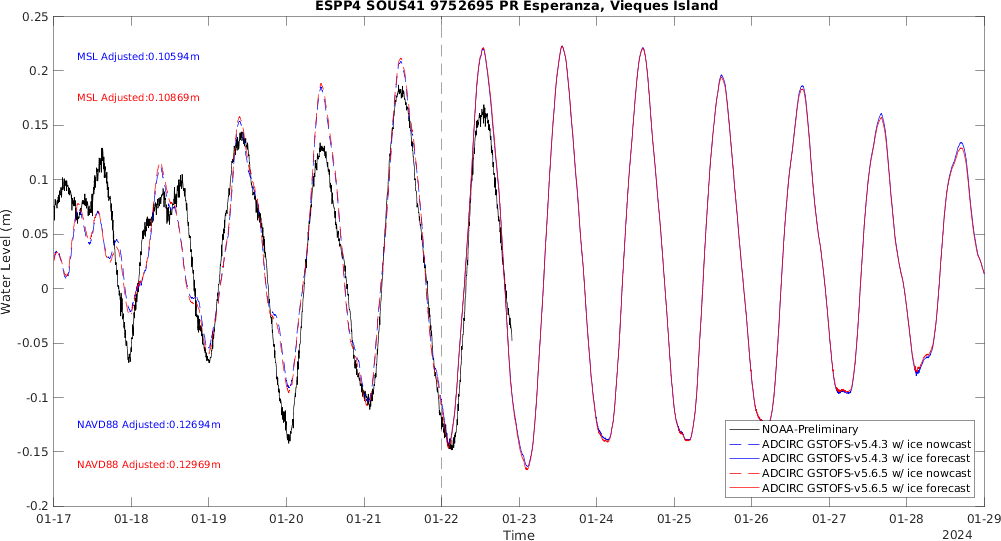 ESPP4 SOUS41 9752695 PR Esperanza, Vieques Island
0.25
0.2
0.15
0.1
0.05
0
-0.05
-0.1
-0.15
-0.2
Water Level (m)
MSL Adjusted:0.10594m
MSL Adjusted:0.10869m
NAVD88 Adjusted:0.12694m
NAVD88 Adjusted:0.12969m
NOAA-Preliminary
ADCIRC GSTOFS-v5.4.3 w/ ice nowcast
ADCIRC GSTOFS-v5.4.3 w/ ice forecast
ADCIRC GSTOFS-v5.6.5 w/ ice nowcast
ADCIRC GSTOFS-v5.6.5 w/ ice forecast
01-17 01-18 01-19 01-20 01-21 01-22 01-23 01-24 01-25 01-26 01-27 01-28 01-29
Time
2024